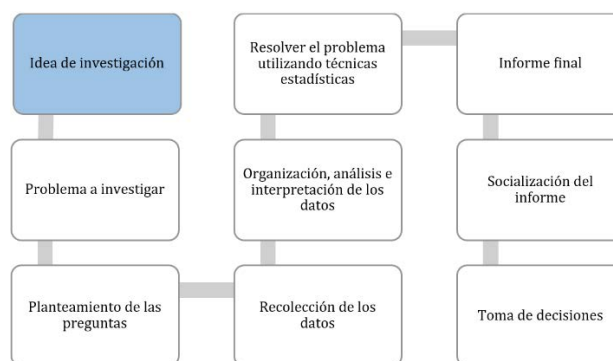 Idea de investigación
Problema a investigar
Planteamiento de las
preguntas
Recolección de los
datos
Organización, análisis e
interpretación de los
datos
Resolver el problema
utilizando técnicas
estadísticas
Informe final
Socialización del
informe
Toma de decisiones